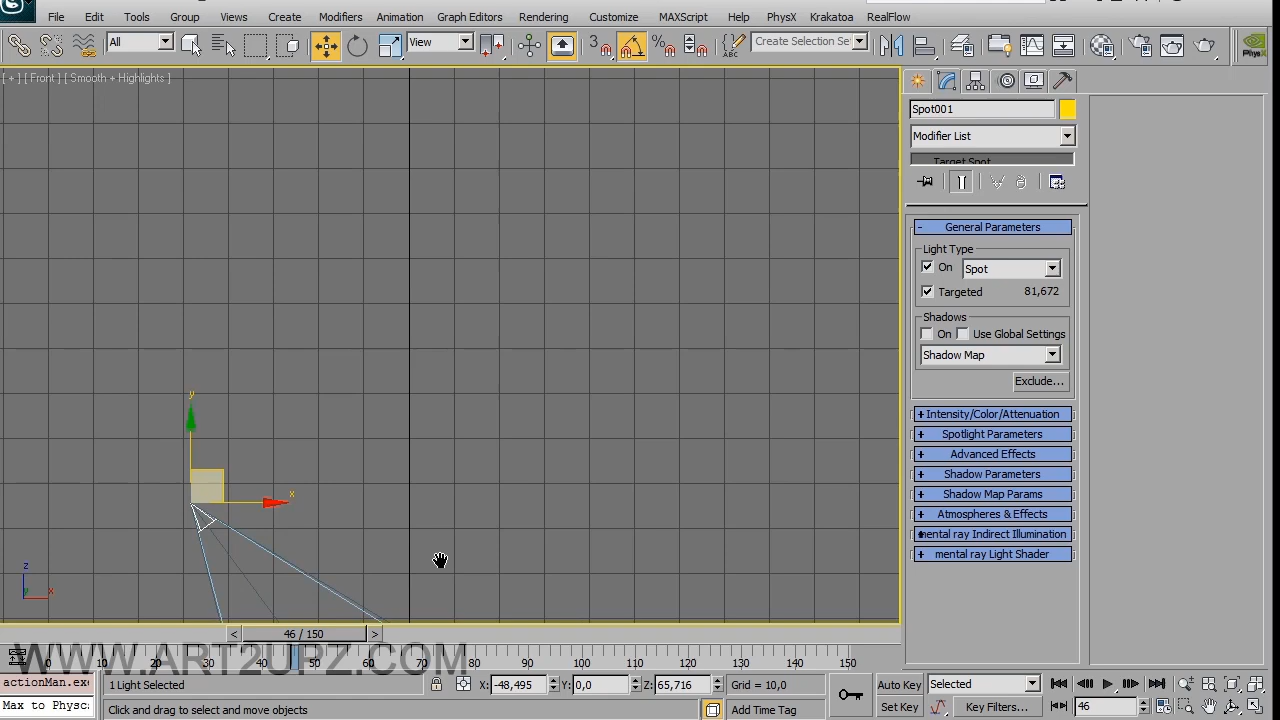 File Edit Tools Group Views Create Modifiers Animation Graph Editors Rendering Customize MAXScript Help PhysX Krakatoa RealFlow
All View 3 ABC Create Selection Se PhysX
[ + ] [ Front ] [ Smooth + Highlights ]
Spot001
Modifier List
Target Spot
- General Parameters
Light Type
On Spot
Targeted 81,672
Shadows
On Use Global Settings
Shadow Map
Exclude...
+ Intensity/Color/Attenuation
+ Spotlight Parameters
+ Advanced Effects
+ Shadow Parameters
+ Shadow Map Params
+ Atmospheres & Effects
+ mental ray Indirect Illumination
+ mental ray Light Shader
y
x
z
y x
< 46 / 150 >
WWW.ART2UPZ.COM
0 10 20 30 40 50 60 70 80 90 100 110 120 130 140 150
actionMan.exe 1 Light Selected X: -48,495 Y: 0,0 Z: 65,716 Grid = 10,0 Auto Key Selected
Max to Physc Click and drag to select and move objects Add Time Tag Set Key Key Filters... 46